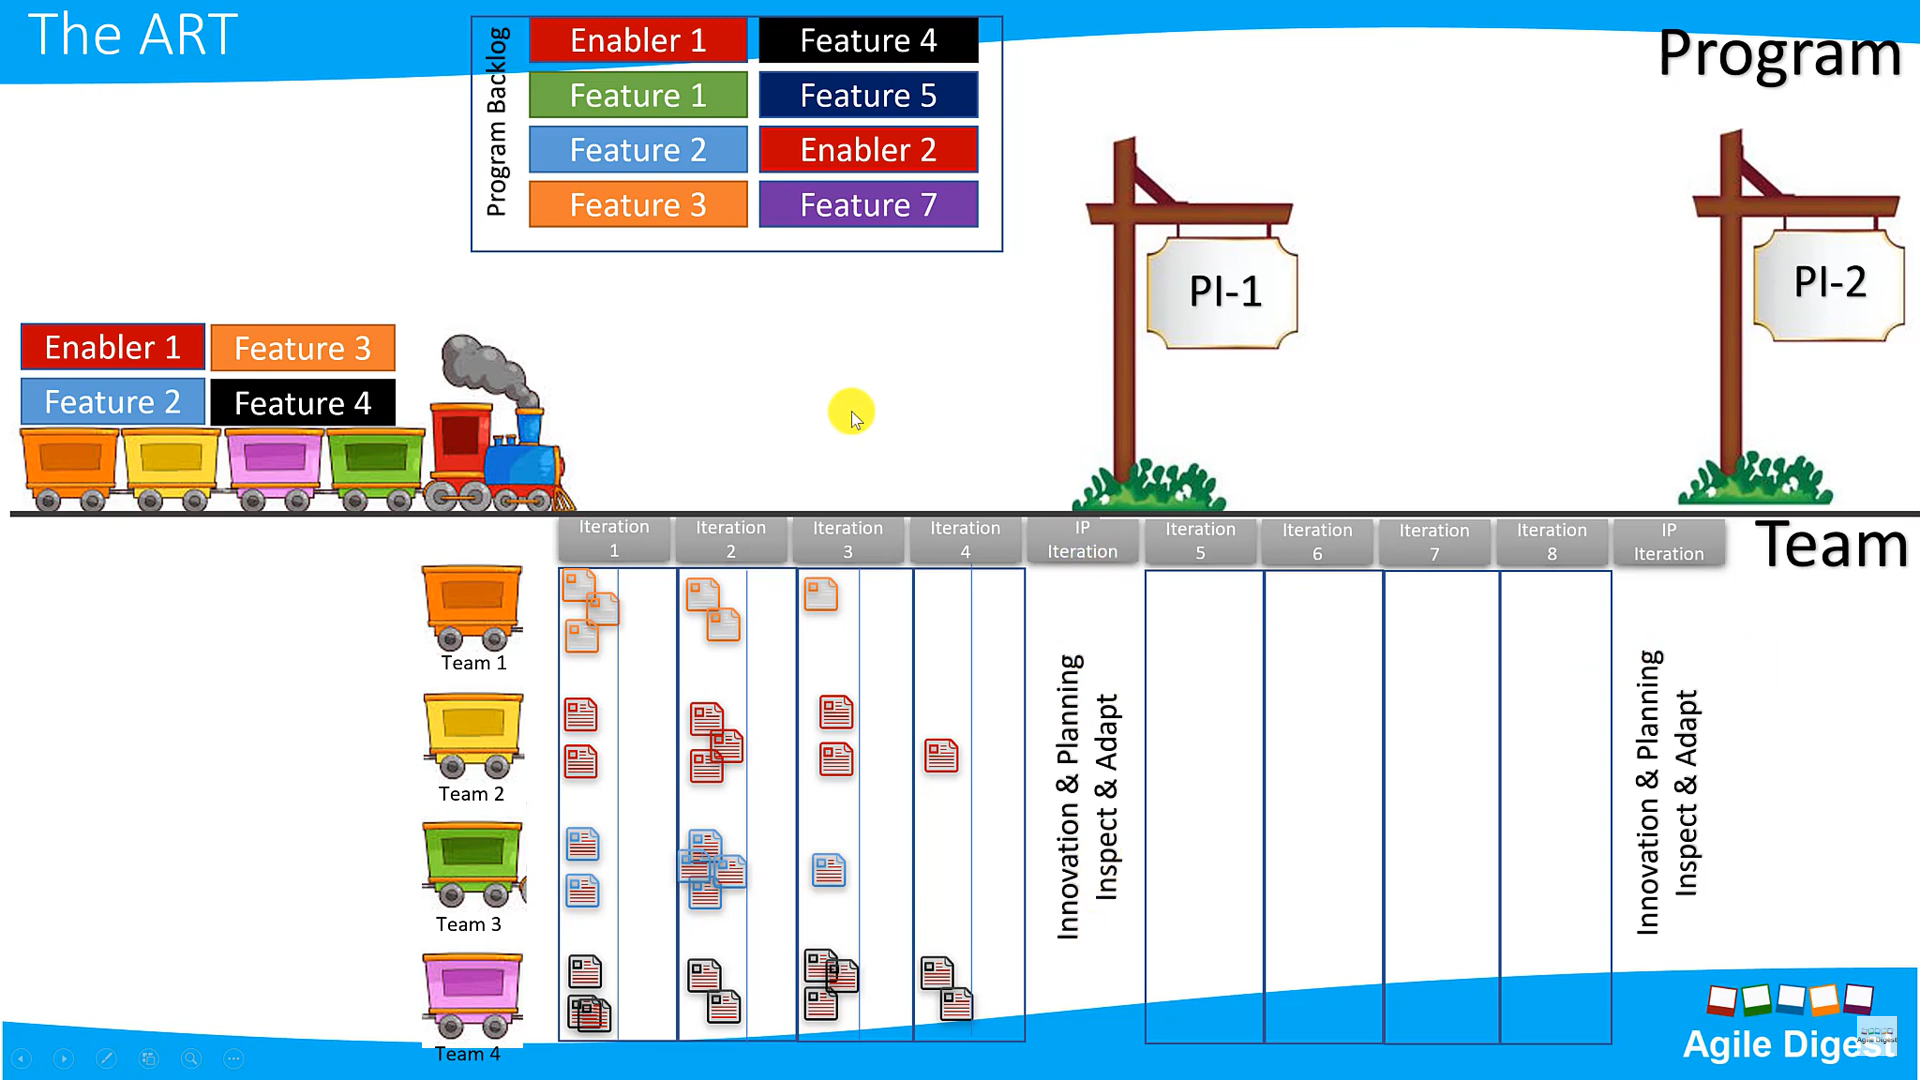 The ART
Program Backlog
Enabler 1
Feature 4
Feature 1
Feature 5
Feature 2
Enabler 2
Feature 3
Feature 7
Program
PI-1
PI-2
Enabler 1
Feature 3
Feature 2
Feature 4
Iteration
1
Iteration
2
Iteration
3
Iteration
4
IP
Iteration
Iteration
5
Iteration
6
Iteration
7
Iteration
8
IP
Iteration
Team
Team 1
Team 2
Team 3
Team 4
Innovation & Planning
Inspect & Adapt
Innovation & Planning
Inspect & Adapt
Agile Digest
Agile Digest